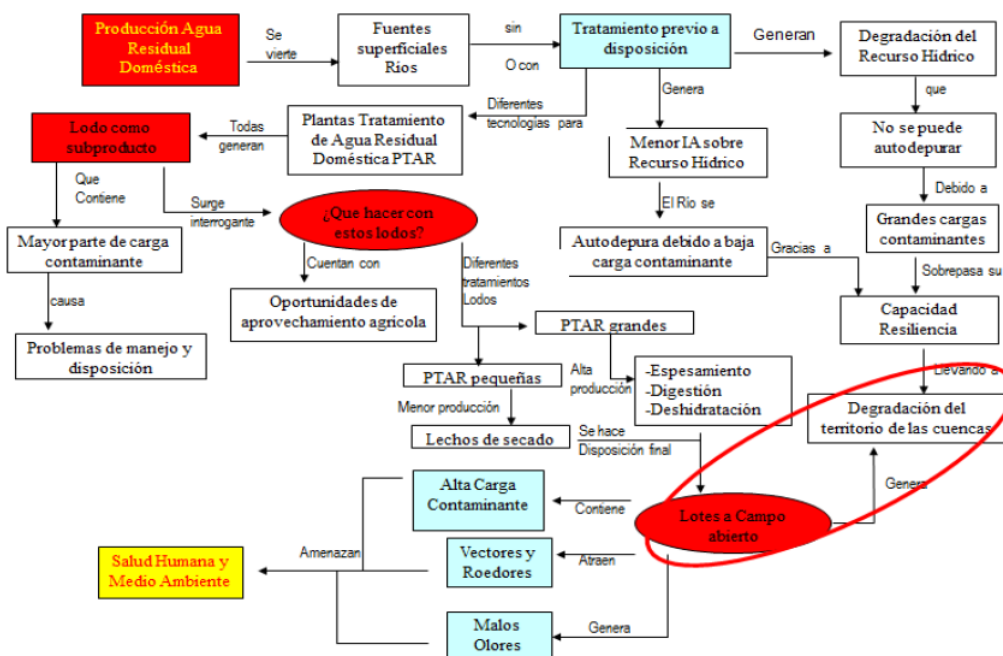 Producción Agua
Residual
Doméstica
Se
vierte
Fuentes
superficiales
Ríos
sin
O con
Tratamiento previo a
disposición
Generan
Degradación del
Recurso Hídrico
que
No se puede
autodepurar
Debido a
Grandes cargas
contaminantes
Sobrepasa su
Capacidad
Resiliencia
Llevando a
Degradación del
territorio de las cuencas
Genera
Menor IA sobre
Recurso Hídrico
El Rio se
Autodepura debido a baja
carga contaminante
Gracias a
Diferentes
tecnologías para
Plantas Tratamiento
de Agua Residual
Doméstica PTAR
Todas
generan
Lodo como
subproducto
Que
Contiene
Mayor parte de carga
contaminante
causa
Problemas de manejo y
disposición
Surge
interrogante
¿Que hacer con
estos lodos?
Cuentan con
Oportunidades de
aprovechamiento agrícola
Diferentes
tratamientos
Lodos
PTAR grandes
Alta
producción
-Espesamiento
-Digestión
-Deshidratación
PTAR pequeñas
Menor producción
Lechos de secado
Se hace
Disposición final
Lotes a Campo
abierto
Genera
Contiene
Alta Carga
Contaminante
Atraen
Vectores y
Roedores
Genera
Malos
Olores
Amenazan
Salud Humana y
Medio Ambiente